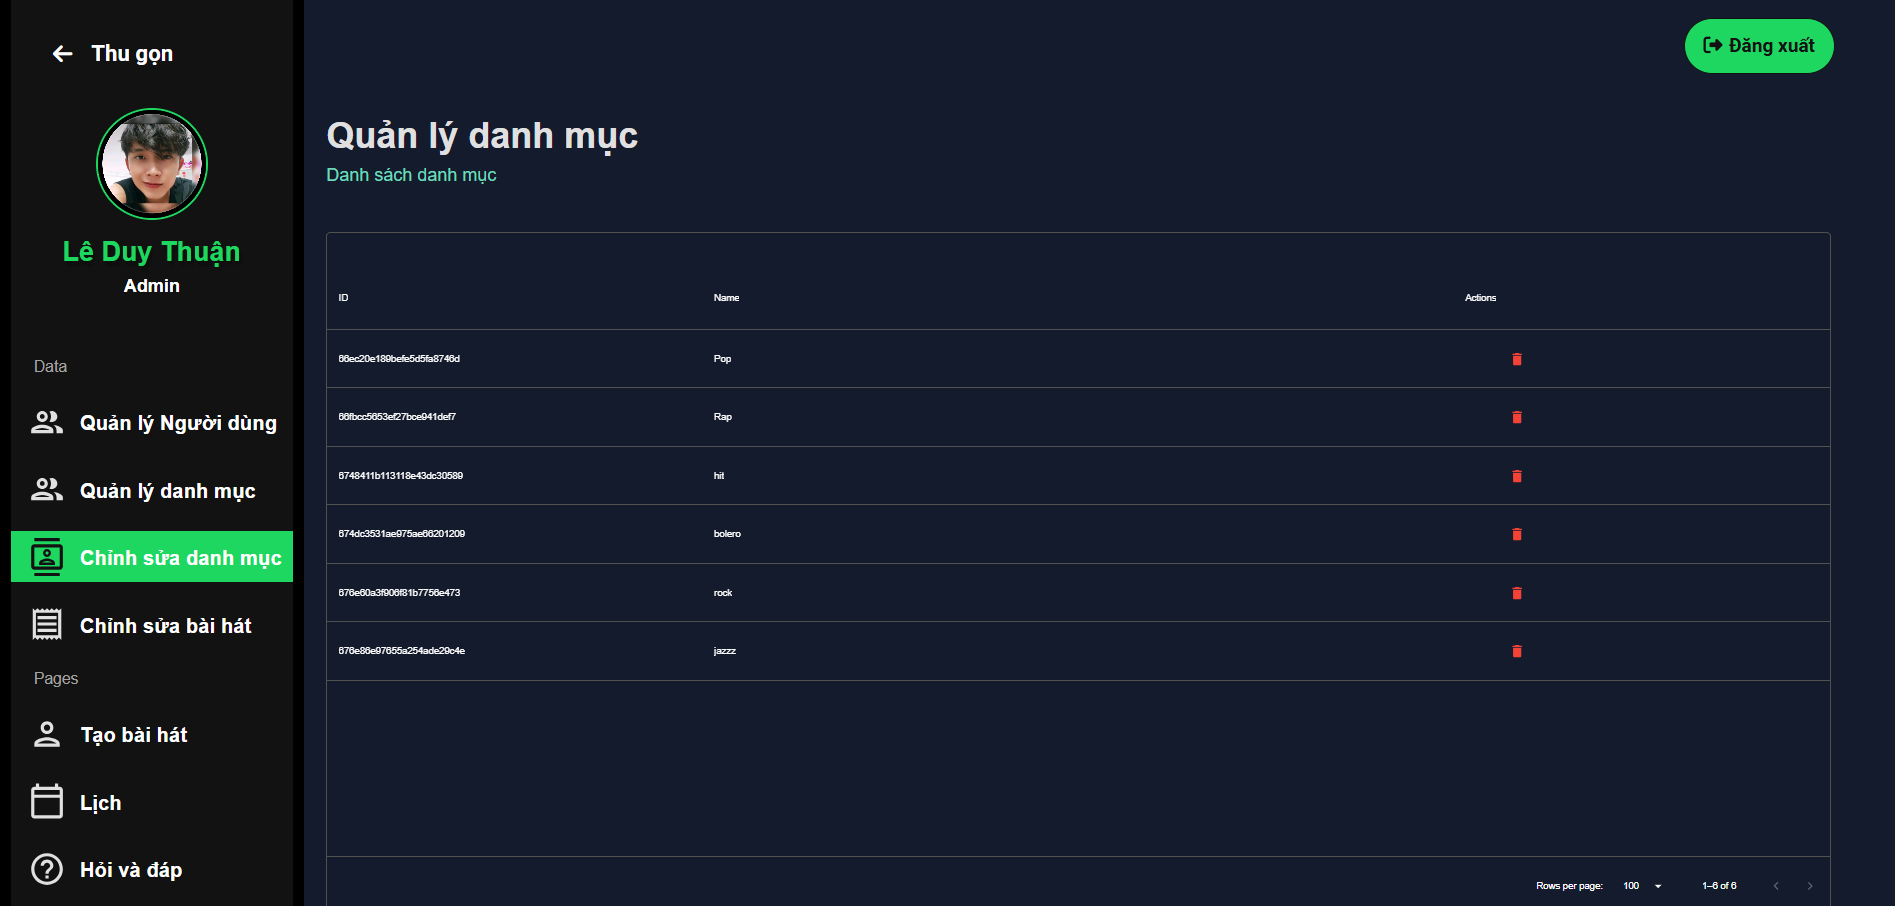 Thu gọn
Lê Duy Thuận
Admin
Data
Quản lý Người dùng
Quản lý danh mục
Chỉnh sửa danh mục
Chỉnh sửa bài hát
Pages
Tạo bài hát
Lịch
Hỏi và đáp
Đăng xuất
Quản lý danh mục
Danh sách danh mục
ID Name Actions
66ec20e189befe5d5fa8746d Pop
66fbcc5653ef27bce941def7 Rap
6748411b113118e43dc30589 hit
674dc3531ae975ae66201209 bolero
676e60a3f906f81b7756e473 rock
676e86e97655a254ade29c4e jazzz
Rows per page: 100 1–6 of 6